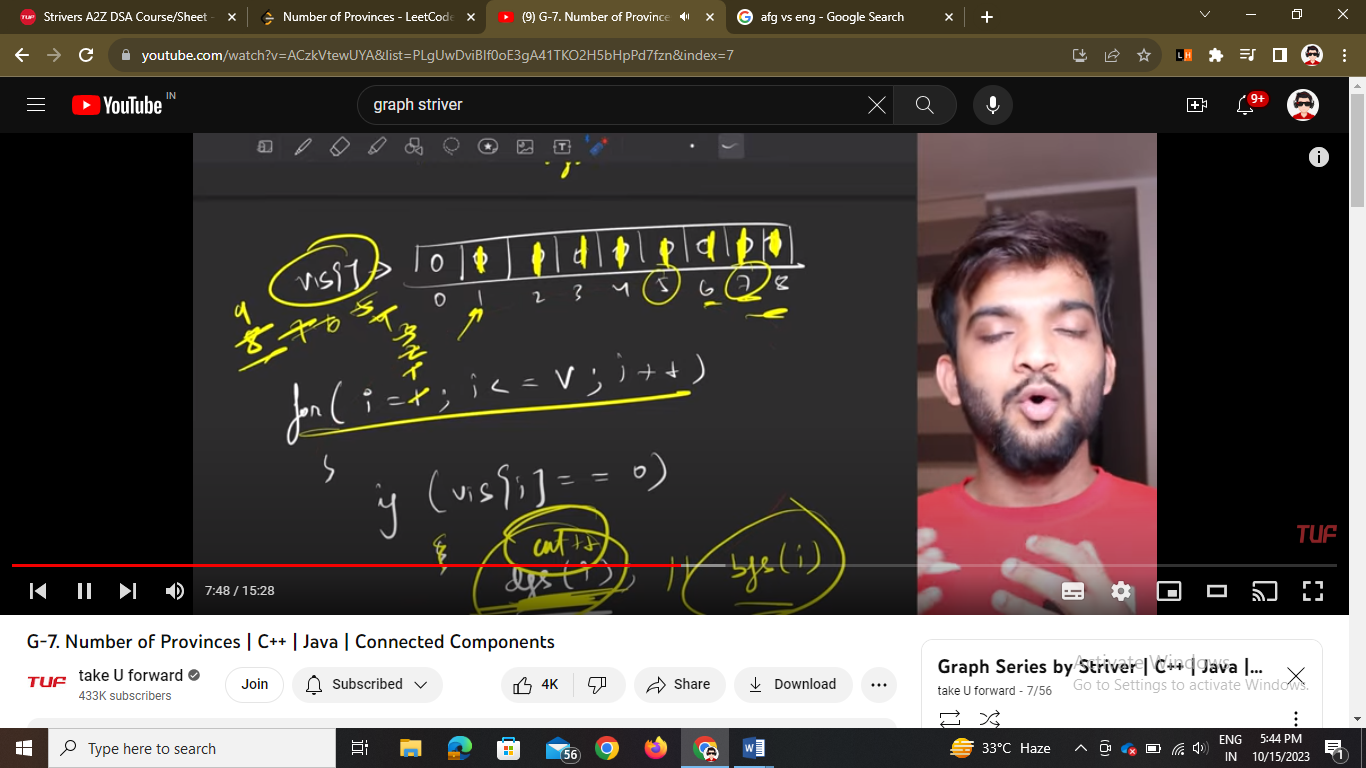 Strivers A2Z DSA Course/Sheet -
Number of Provinces - LeetCode
(9) G-7. Number of Province
afg vs eng - Google Search
youtube.com/watch?v=ACzkVtewUYA&list=PLgUwDviBIf0oE3gA41TKO2H5bHpPd7fzn&index=7
YouTube IN
graph striver
9+
vis[] →
0
0 1 2 3 4 5 6 7 8
for( i=1; i<=V; i++)
if (vis[i] == 0)
cnt++
dfs(i); || bfs(i)
TUF
7:48 / 15:28
G-7. Number of Provinces | C++ | Java | Connected Components
TUF
take U forward
433K subscribers
Join
Subscribed
4K
Share
Download
Graph Series by Striver | C++ | Java |...
take U forward - 7/56
Activate Windows
Go to Settings to activate Windows.
Type here to search
56
33°C Haze
ENG
IN
5:44 PM
10/15/2023
1